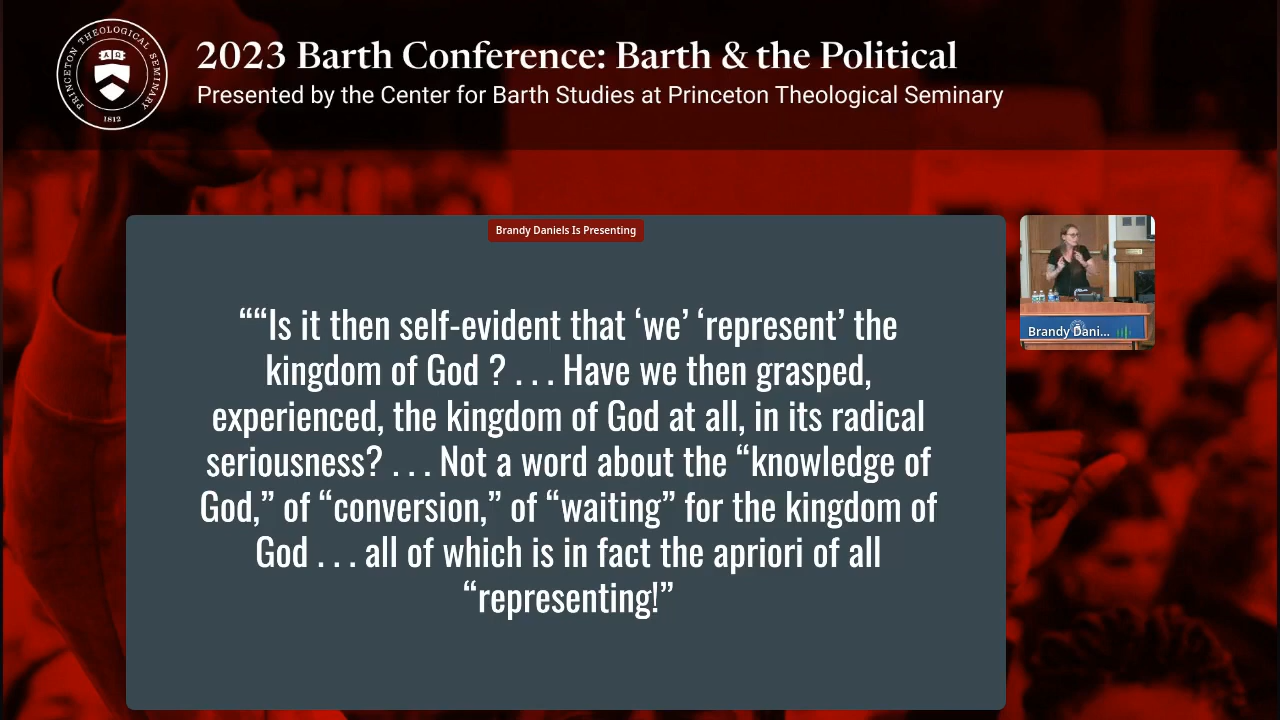 PRINCETON THEOLOGICAL SEMINARY
1812
2023 Barth Conference: Barth & the Political
Presented by the Center for Barth Studies at Princeton Theological Seminary
Brandy Daniels Is Presenting
““Is it then self-evident that ‘we’ ‘represent’ the
kingdom of God ? . . . Have we then grasped,
experienced, the kingdom of God at all, in its radical
seriousness? . . . Not a word about the “knowledge of
God,” of “conversion,” of “waiting” for the kingdom of
God . . . all of which is in fact the apriori of all
“representing!”
Brandy Dani...